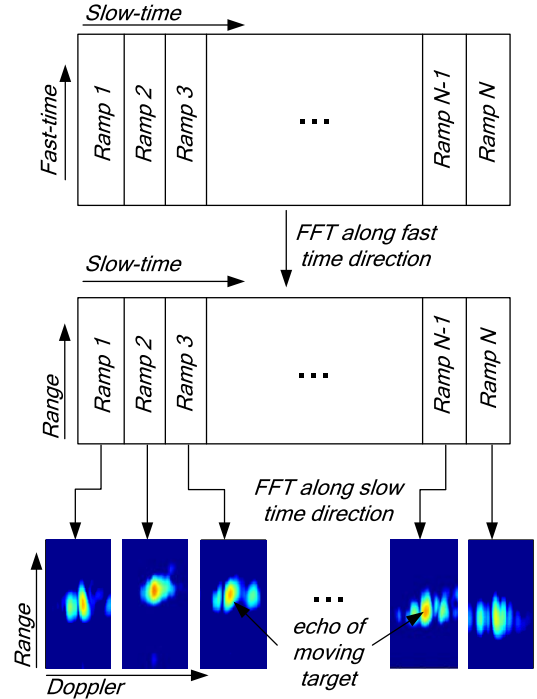 Slow-time
Fast-time
Ramp 1
Ramp 2
Ramp 3
...
Ramp N-1
Ramp N
FFT along fast
time direction
Slow-time
Range
Ramp 1
Ramp 2
Ramp 3
...
Ramp N-1
Ramp N
FFT along slow
time direction
Range
...
echo of
moving
target
Doppler